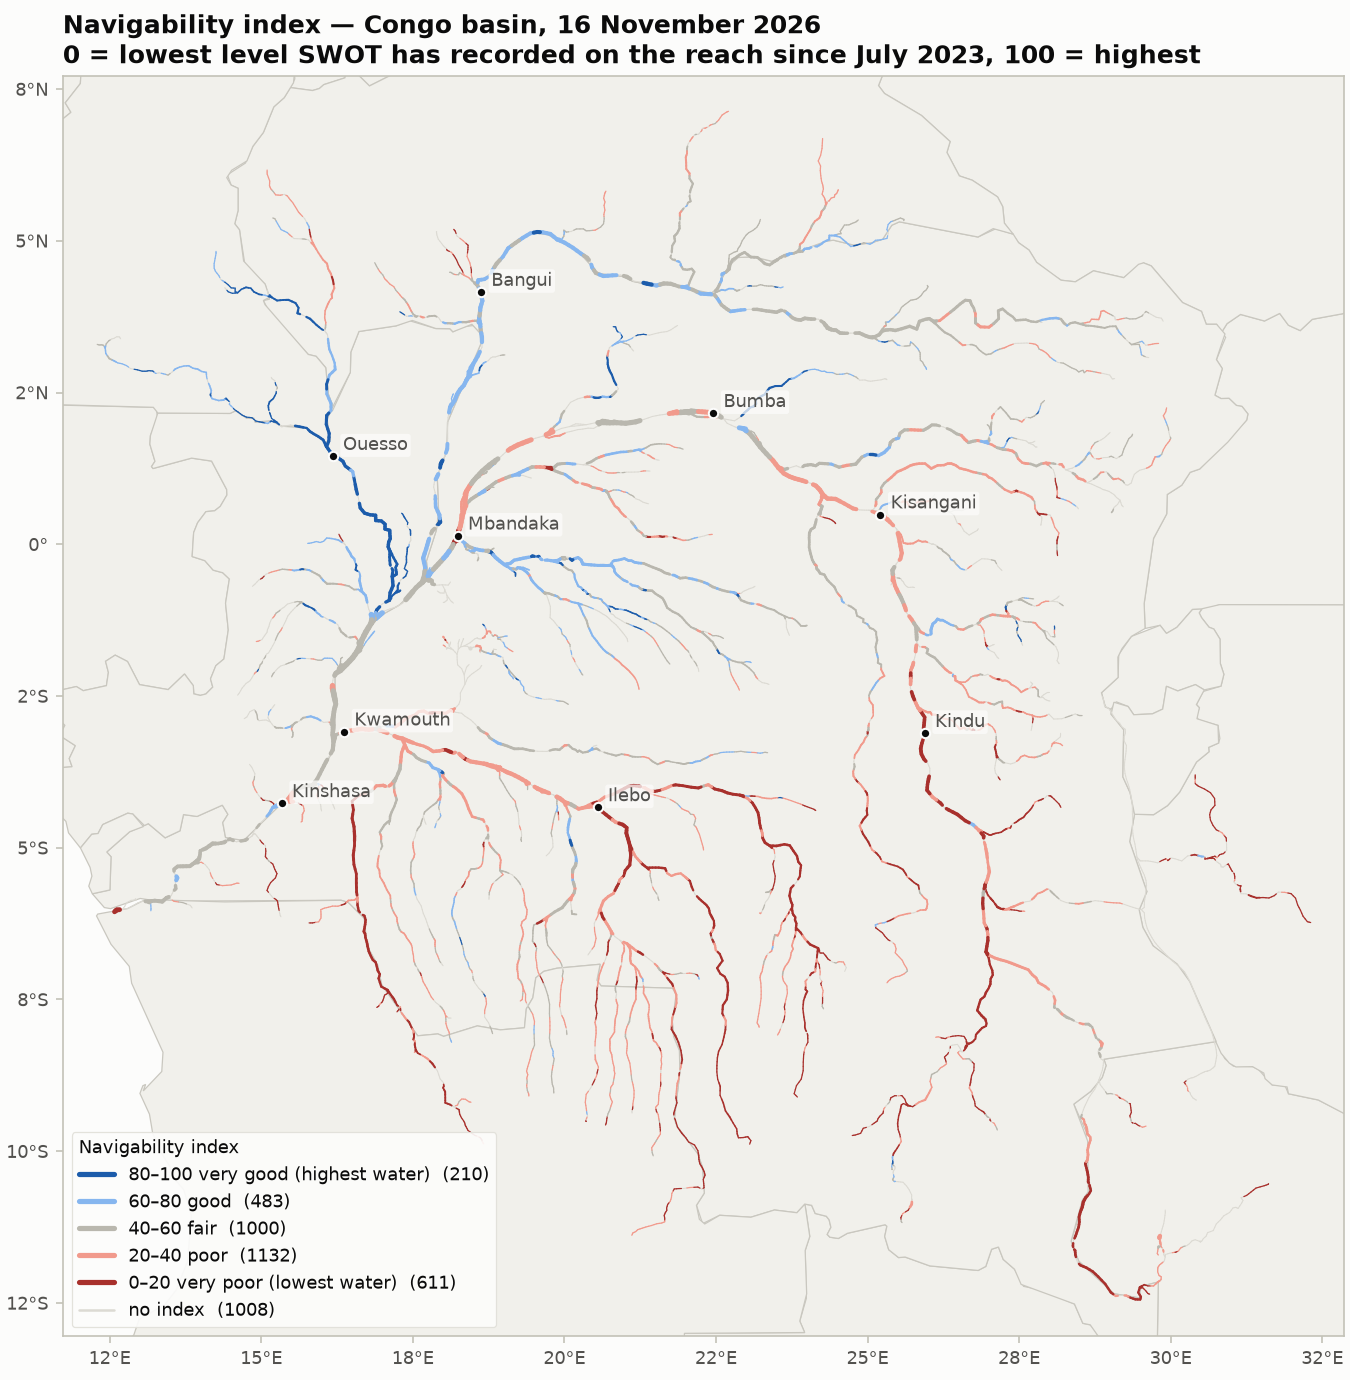 Navigability index — Congo basin, 16 November 2026
0 = lowest level SWOT has recorded on the reach since July 2023, 100 = highest
8°N
5°N
2°N
0°
2°S
5°S
8°S
10°S
12°S
Bangui
Bumba
Ouesso
Kisangani
Mbandaka
Kwamouth
Kindu
Kinshasa
Ilebo
Navigability index
80–100 very good (highest water) (210)
60–80 good (483)
40–60 fair (1000)
20–40 poor (1132)
0–20 very poor (lowest water) (611)
no index (1008)
12°E
15°E
18°E
20°E
22°E
25°E
28°E
30°E
32°E